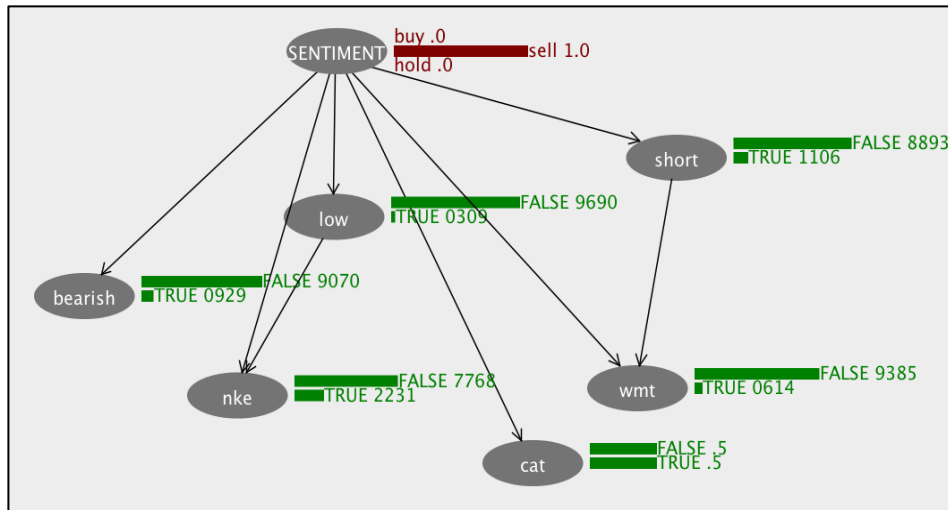 buy .0
SENTIMENT
sell 1.0
hold .0
FALSE 8893
short
TRUE 1106
FALSE 9690
low
TRUE 0309
FALSE 9070
bearish
TRUE 0929
FALSE 7768
nke
TRUE 2231
FALSE 9385
wmt
TRUE 0614
FALSE .5
cat
TRUE .5